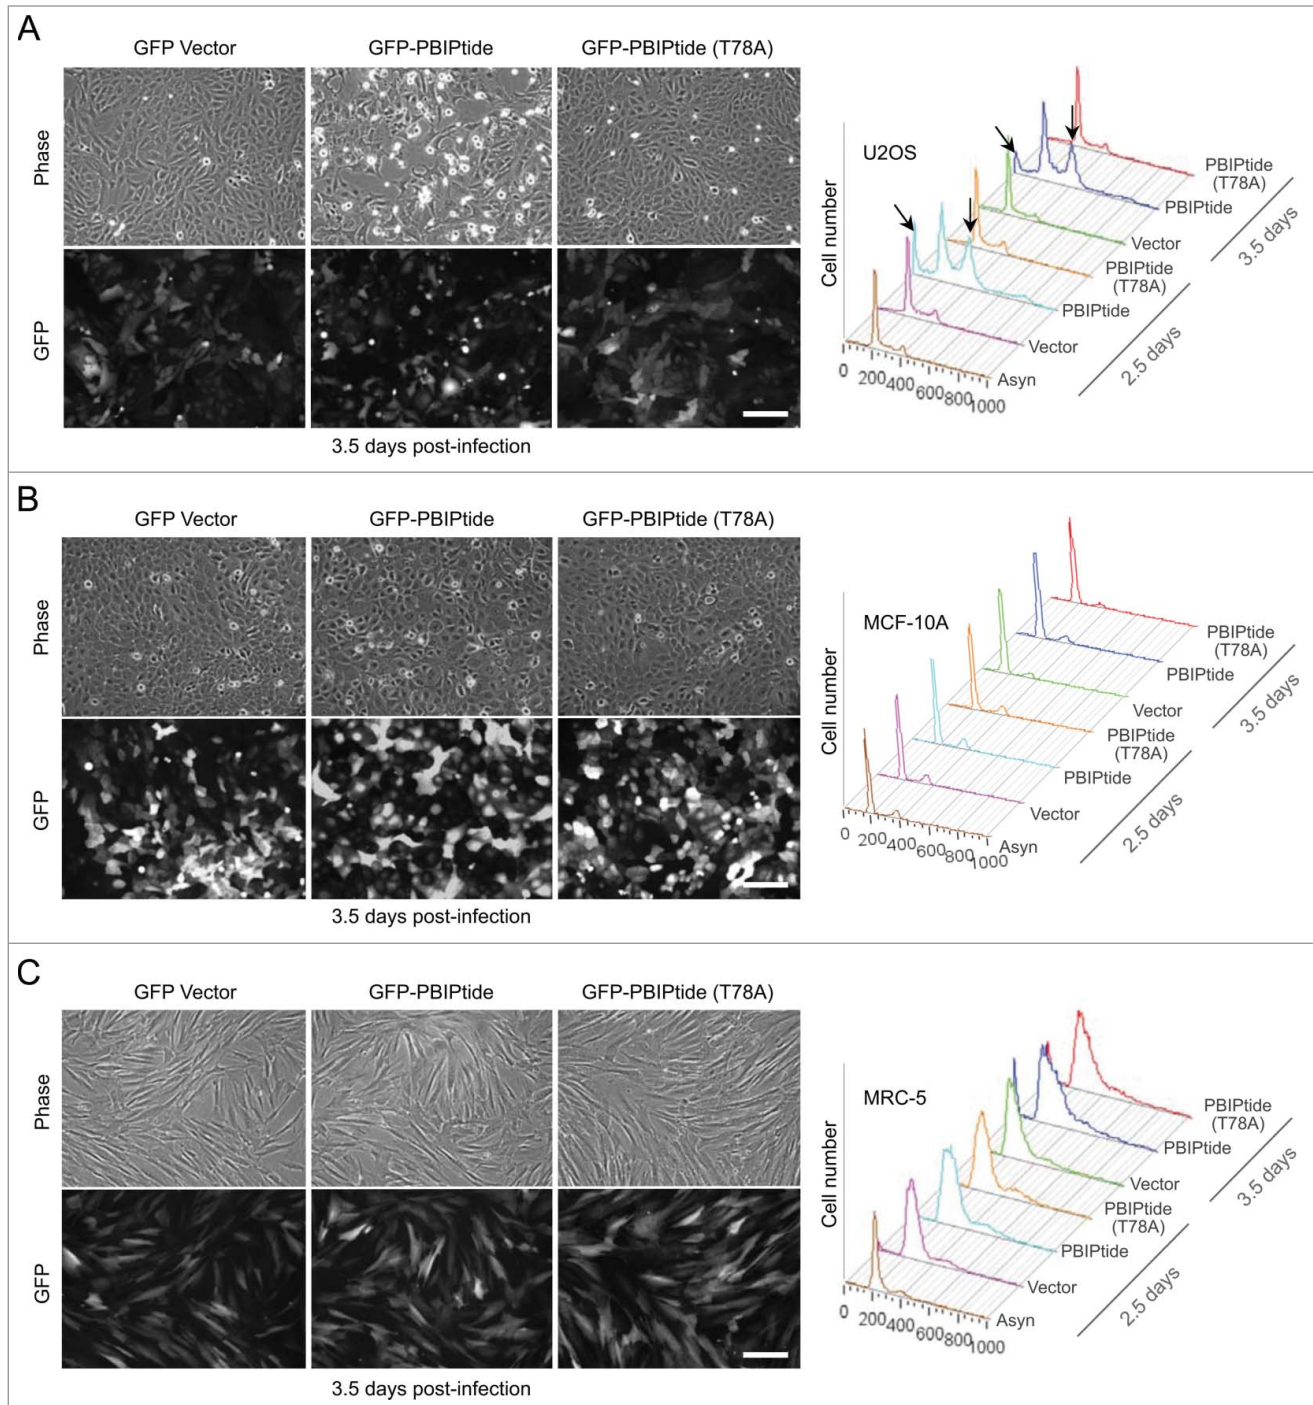 A
GFP Vector GFP-PBIPtide GFP-PBIPtide (T78A)
Phase
GFP
3.5 days post-infection
U2OS
Cell number
PBIPtide
(T78A)
PBIPtide
Vector
PBIPtide
(T78A)
PBIPtide
Vector
Asyn
3.5 days
2.5 days
0 200 400 600 800 1000
B
GFP Vector GFP-PBIPtide GFP-PBIPtide (T78A)
Phase
GFP
3.5 days post-infection
MCF-10A
Cell number
PBIPtide
(T78A)
PBIPtide
Vector
PBIPtide
(T78A)
PBIPtide
Vector
Asyn
3.5 days
2.5 days
0 200 400 600 800 1000
C
GFP Vector GFP-PBIPtide GFP-PBIPtide (T78A)
Phase
GFP
3.5 days post-infection
MRC-5
Cell number
PBIPtide
(T78A)
PBIPtide
Vector
PBIPtide
(T78A)
PBIPtide
Vector
Asyn
3.5 days
2.5 days
0 200 400 600 800 1000